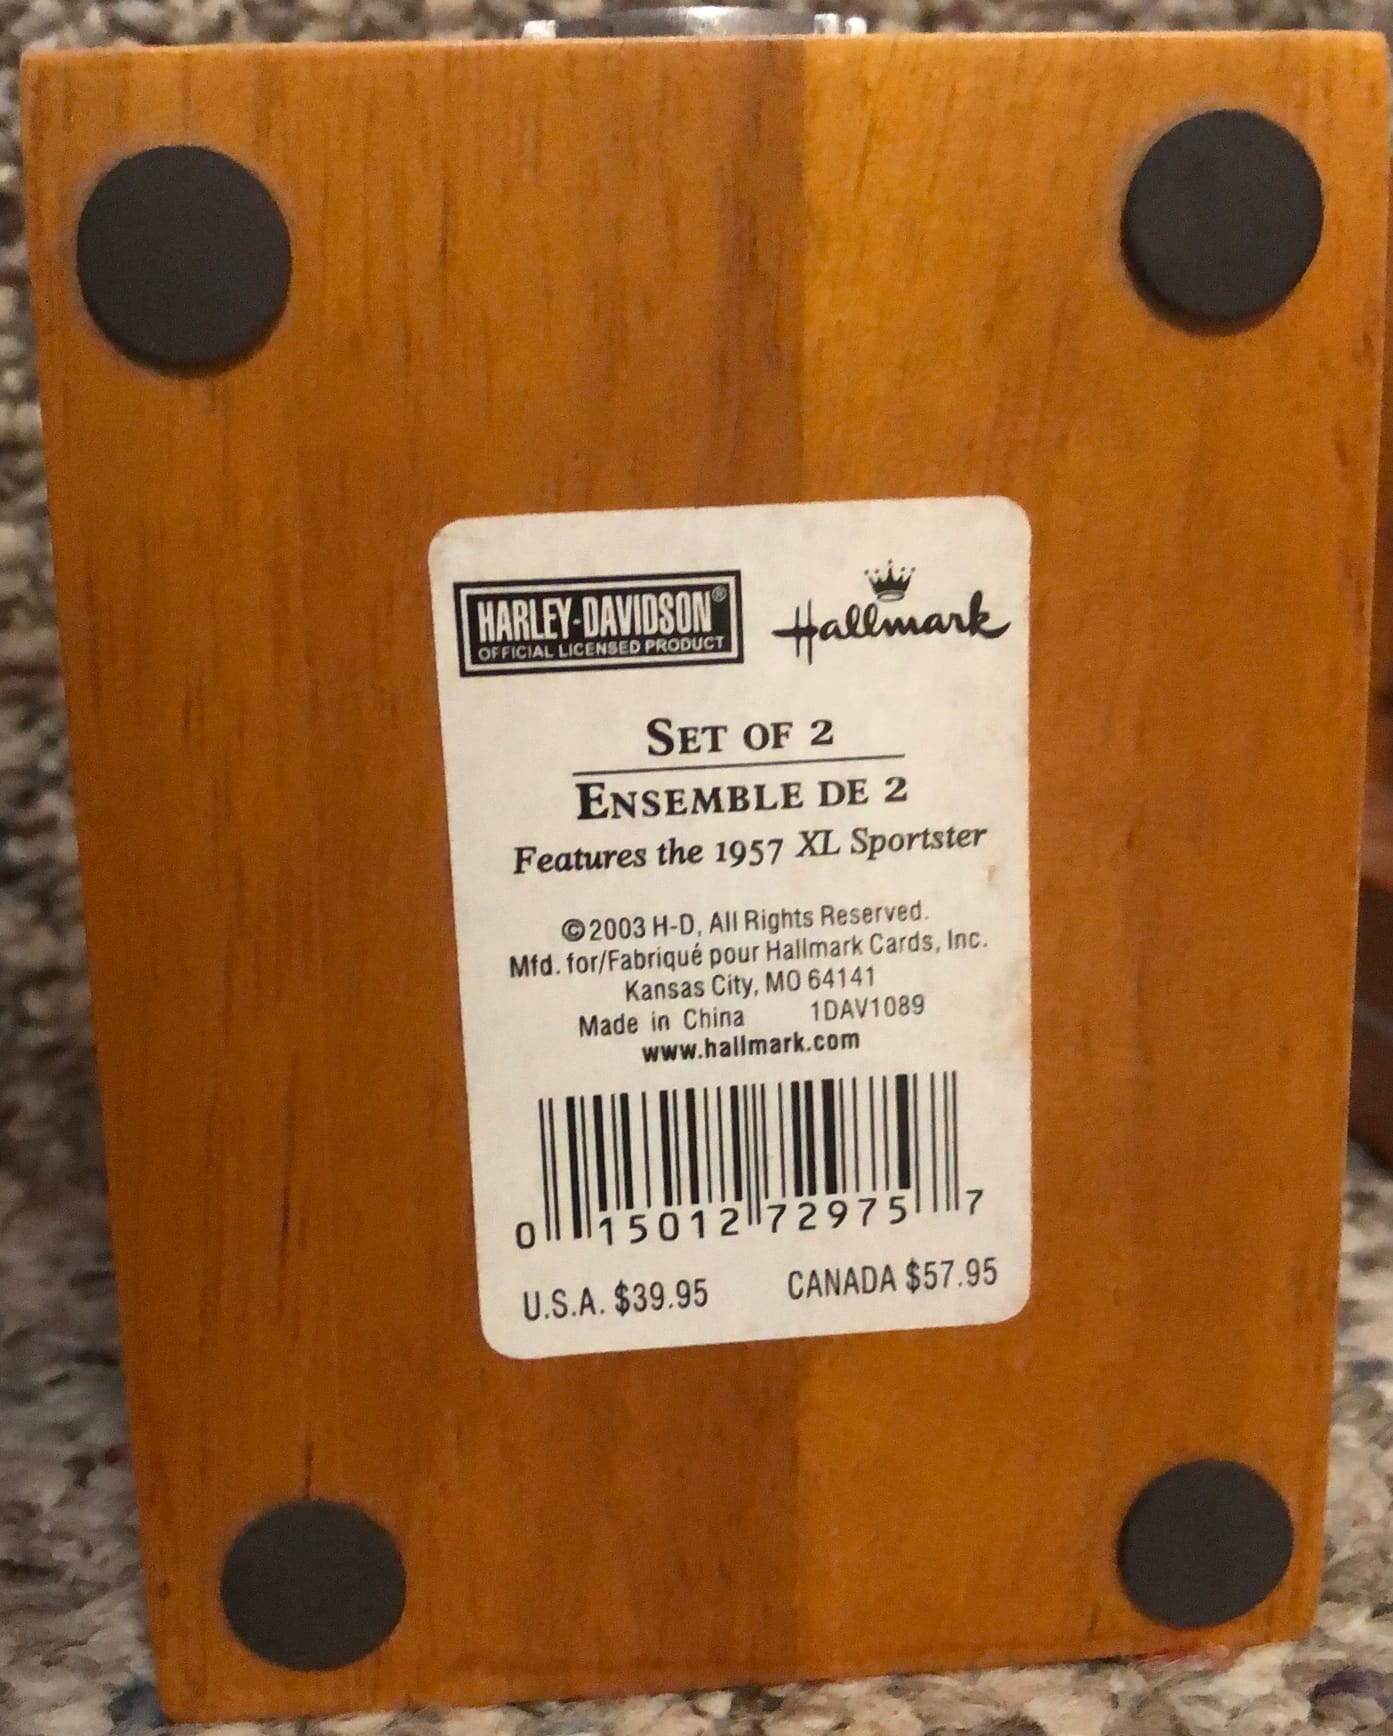 HARLEY-DAVIDSON®
OFFICIAL LICENSED PRODUCT
Hallmark
SET OF 2
ENSEMBLE DE 2
Features the 1957 XL Sportster
©2003 H-D, All Rights Reserved.
Mfd. for/Fabriqué pour Hallmark Cards, Inc.
Kansas City, MO 64141
Made in China 1DAV1089
www.hallmark.com
0 15012 72975 7
U.S.A. $39.95 CANADA $57.95